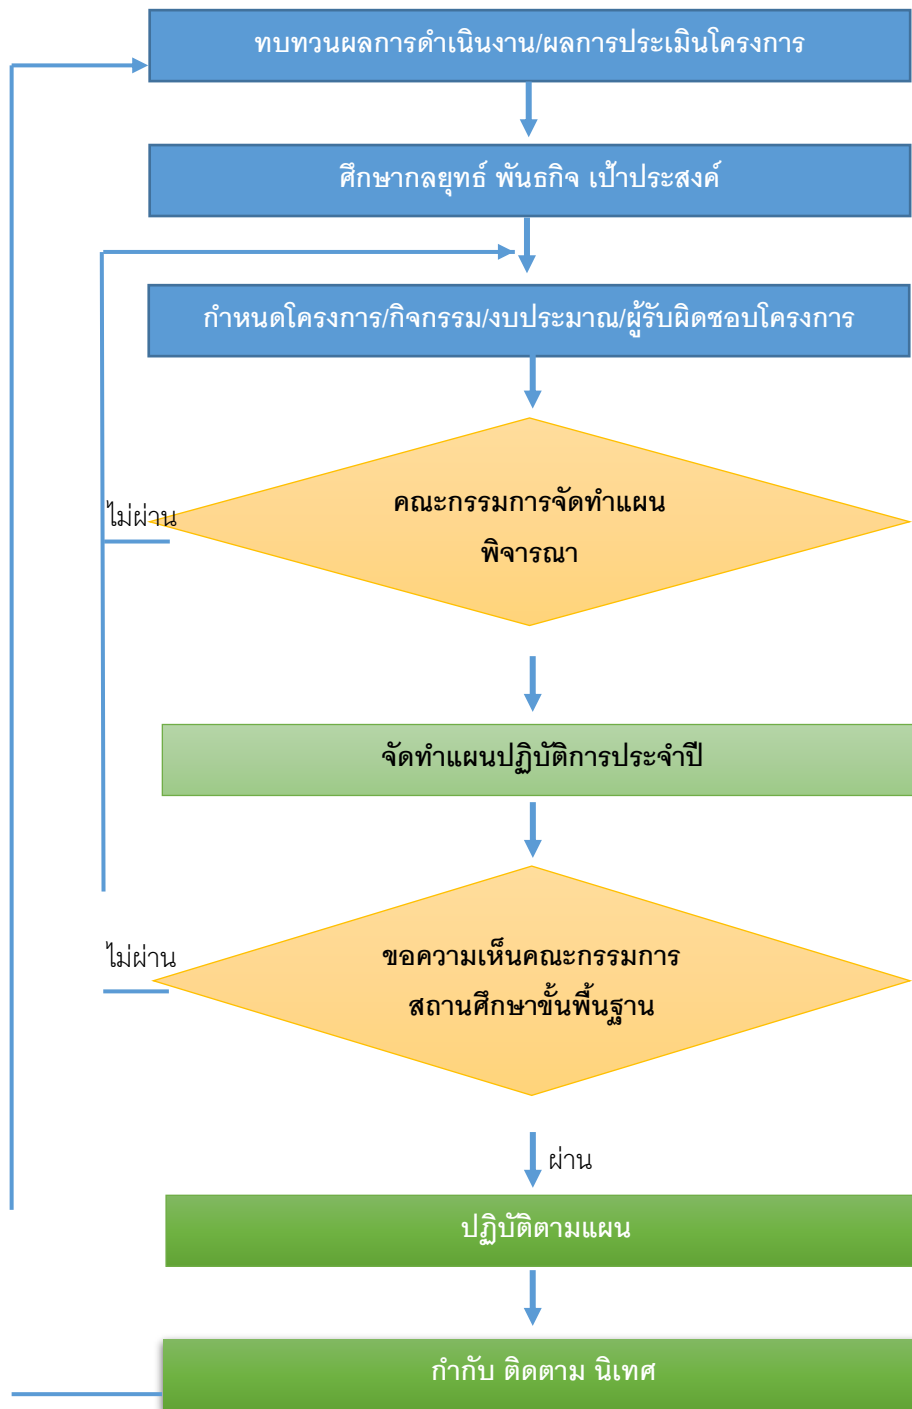 ทบทวนผลการดำเนินงาน/ผลการประเมินโครงการ
ศึกษากลยุทธ์ พันธกิจ เป้าประสงค์
กำหนดโครงการ/กิจกรรม/งบประมาณ/ผู้รับผิดชอบโครงการ
คณะกรรมการจัดทำแผน
พิจารณา
ไม่ผ่าน
จัดทำแผนปฏิบัติการประจำปี
ขอความเห็นคณะกรรมการ
สถานศึกษาขั้นพื้นฐาน
ไม่ผ่าน
ผ่าน
ปฏิบัติตามแผน
กำกับ ติดตาม นิเทศ